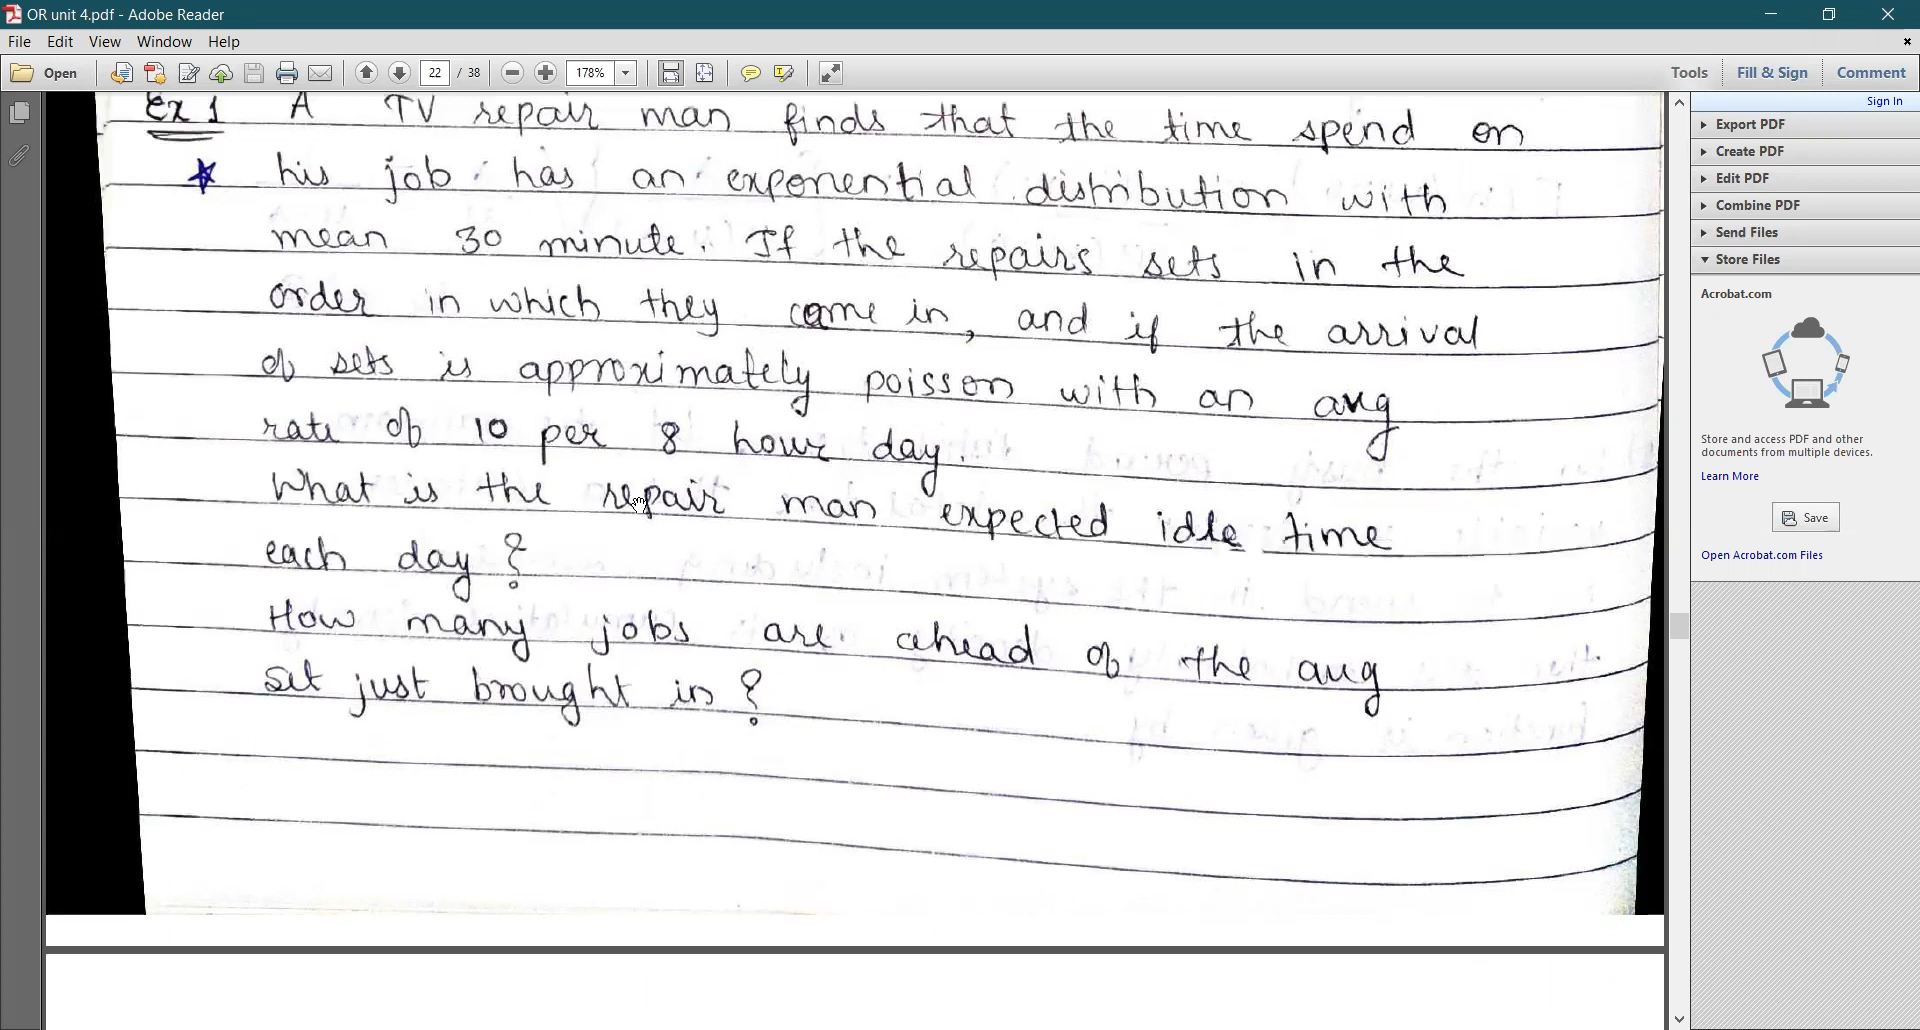 OR unit 4.pdf - Adobe Reader
File Edit View Window Help
Open 22 / 38 178% Tools Fill & Sign Comment
Sign In
Export PDF
Create PDF
Edit PDF
Combine PDF
Send Files
Store Files
Acrobat.com
Store and access PDF and other
documents from multiple devices.
Learn More
Save
Open Acrobat.com Files
Ex 1 A TV repair man finds that the time spend on
his job has an exponential distribution with
mean 30 minute. If the repairs sets in the
order in which they came in, and if the arrival
of sets is approximately poisson with an avg
rate of 10 per 8 hour day.
What is the repair man expected idle time
each day?
How many jobs are ahead of the avg
set just brought in?